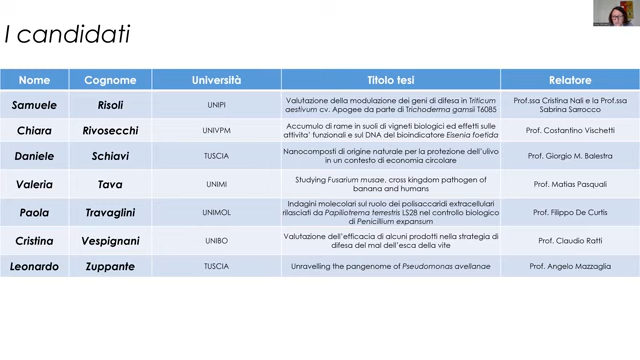 I candidati
Nome Cognome Università Titolo tesi Relatore
Samuele Risoli UNIPI Valutazione della modulazione dei geni di difesa in Triticum Prof.ssa Cristina Nali e la Prof.ssa
aestivum cv. Apogee da parte di Trichoderma gamsii T6085 Sabrina Sarrocco
Chiara Rivosecchi UNIVPM Accumulo di rame in suoli di vigneti biologici ed effetti sulle Prof. Costantino Vischetti
attivita' funzionali e sul DNA del bioindicatore Eisenia foetida
Daniele Schiavi TUSCIA Nanocomposti di origine naturale per la protezione dell'ulivo Prof. Giorgio M. Balestra
in un contesto di economia circolare
Valeria Tava UNIMI Studying Fusarium musae, cross kingdom pathogen of Prof. Matias Pasquali
banana and humans
Paola Travaglini UNIMOL Indagini molecolari sul ruolo dei polisaccaridi extracellulari Prof. Filippo De Curtis
rilasciati da Papiliotrema terrestris LS28 nel controllo biologico
di Penicillium expansum
Cristina Vespignani UNIBO Valutazione dell'efficacia di alcuni prodotti nella strategia di Prof. Claudio Ratti
difesa del mal dell'esca della vite
Leonardo Zuppante TUSCIA Unravelling the pangenome of Pseudomonas avellanae Prof. Angelo Mazzaglia